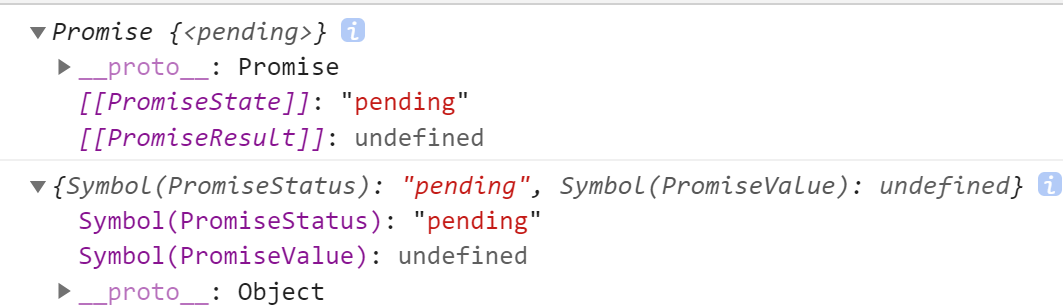 Promise {<pending>} i
__proto__: Promise
[[PromiseState]]: "pending"
[[PromiseResult]]: undefined
{Symbol(PromiseStatus): "pending", Symbol(PromiseValue): undefined} i
Symbol(PromiseStatus): "pending"
Symbol(PromiseValue): undefined
__proto__: Object